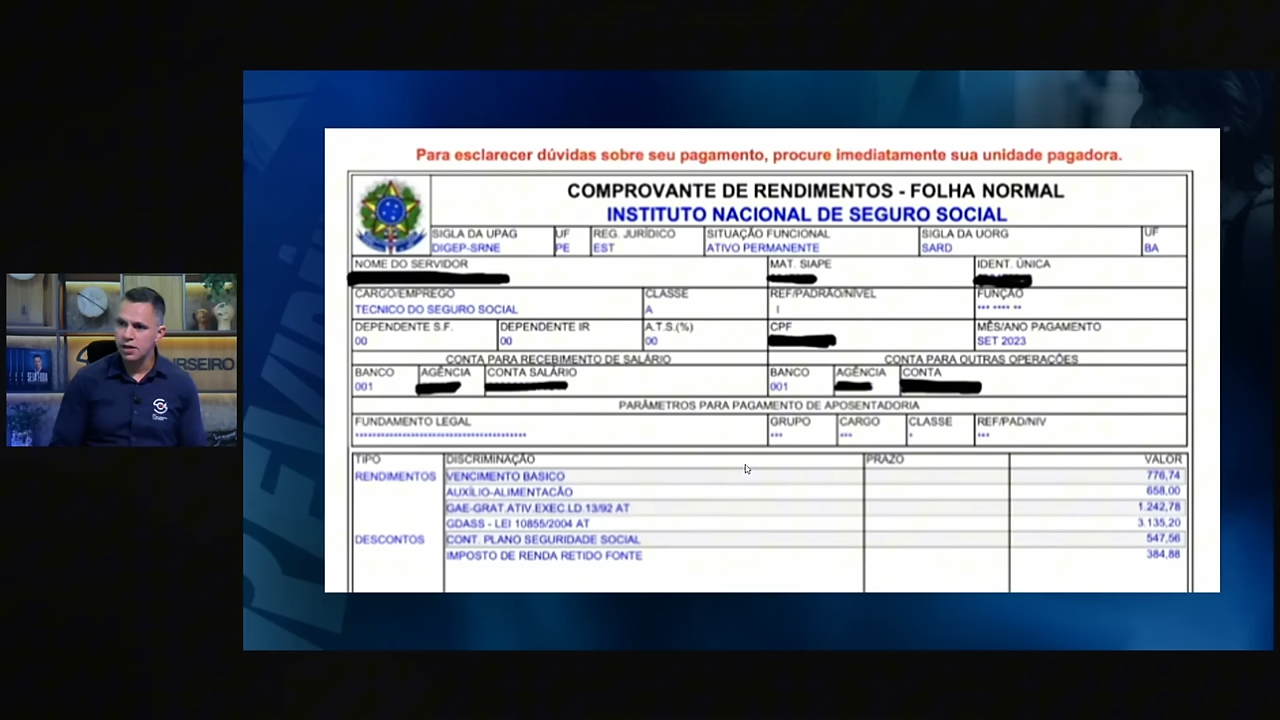 Para esclarecer dúvidas sobre seu pagamento, procure imediatamente sua unidade pagadora.
COMPROVANTE DE RENDIMENTOS - FOLHA NORMAL
INSTITUTO NACIONAL DE SEGURO SOCIAL
SIGLA DA UPAG UF REG. JURÍDICO SITUAÇÃO FUNCIONAL SIGLA DA UORG UF
DIGEP-SRNE PE EST ATIVO PERMANENTE SARD BA
NOME DO SERVIDOR MAT. SIAPE IDENT. ÚNICA
CARGO/EMPREGO CLASSE REF/PADRÃO/NÍVEL FUNÇÃO
TECNICO DO SEGURO SOCIAL A I *** **** **
DEPENDENTE S.F. DEPENDENTE IR A.T.S.(%) CPF MÊS/ANO PAGAMENTO
00 00 00 SET 2023
CONTA PARA RECEBIMENTO DE SALÁRIO CONTA PARA OUTRAS OPERAÇÕES
BANCO AGÊNCIA CONTA SALÁRIO BANCO AGÊNCIA CONTA
001 001
PARÂMETROS PARA PAGAMENTO DE APOSENTADORIA
FUNDAMENTO LEGAL GRUPO CARGO CLASSE REF/PAD/NIV
*** *** * ***
TIPO DISCRIMINAÇÃO PRAZO VALOR
RENDIMENTOS VENCIMENTO BASICO 776,74
AUXÍLIO-ALIMENTACÃO 658,00
GAE-GRAT.ATIV.EXEC.LD.13/92 AT 1.242,78
GDASS - LEI 10855/2004 AT 3.135,20
DESCONTOS CONT. PLANO SEGURIDADE SOCIAL 547,56
IMPOSTO DE RENDA RETIDO FONTE 384,88